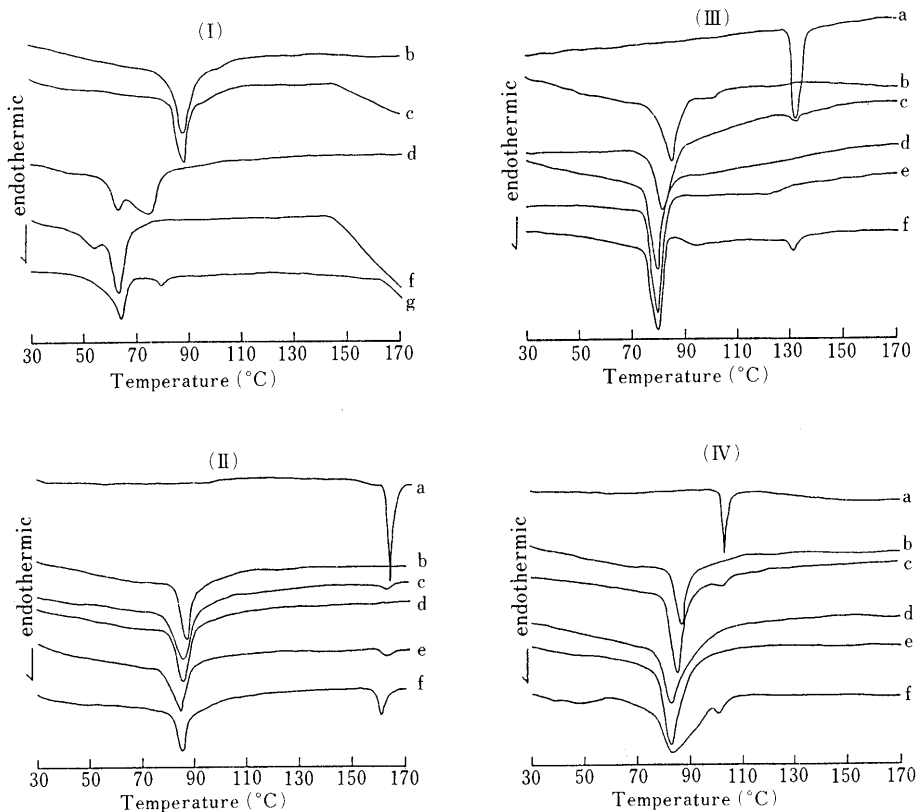 (I)
b
c
d
f
g
endothermic
30 70 90 110 130 150 170
Temperature (°C)
(III)
a
b
c
d
e
f
endothermic
30 50 70 90 110 130 150 170
Temperature (°C)
(II)
a
b
c
d
e
f
endothermic
30 50 70 90 110 130 150 170
Temperature (°C)
(IV)
a
b
c
d
e
f
endothermic
30 50 70 90 110 130 150 170
Temperature (°C)